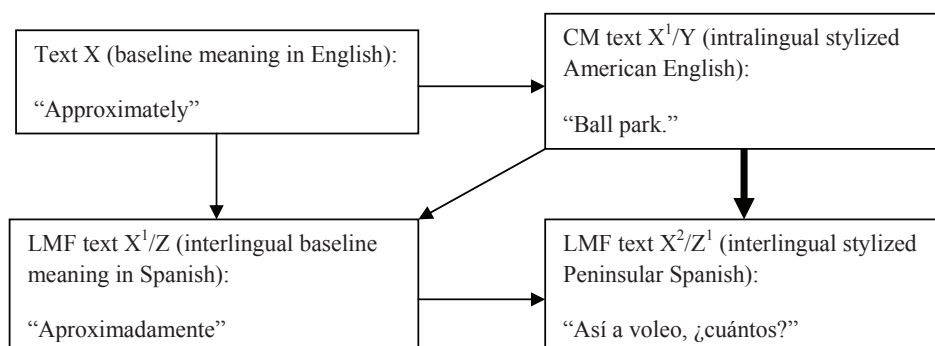 Text X (baseline meaning in English):
“Approximately”
CM text X¹/Y (intralingual stylized
American English):
“Ball park.”
LMF text X¹/Z (interlingual baseline
meaning in Spanish):
“Aproximadamente”
LMF text X²/Z¹ (interlingual stylized
Peninsular Spanish):
“Así a voleo, ¿cuántos?”